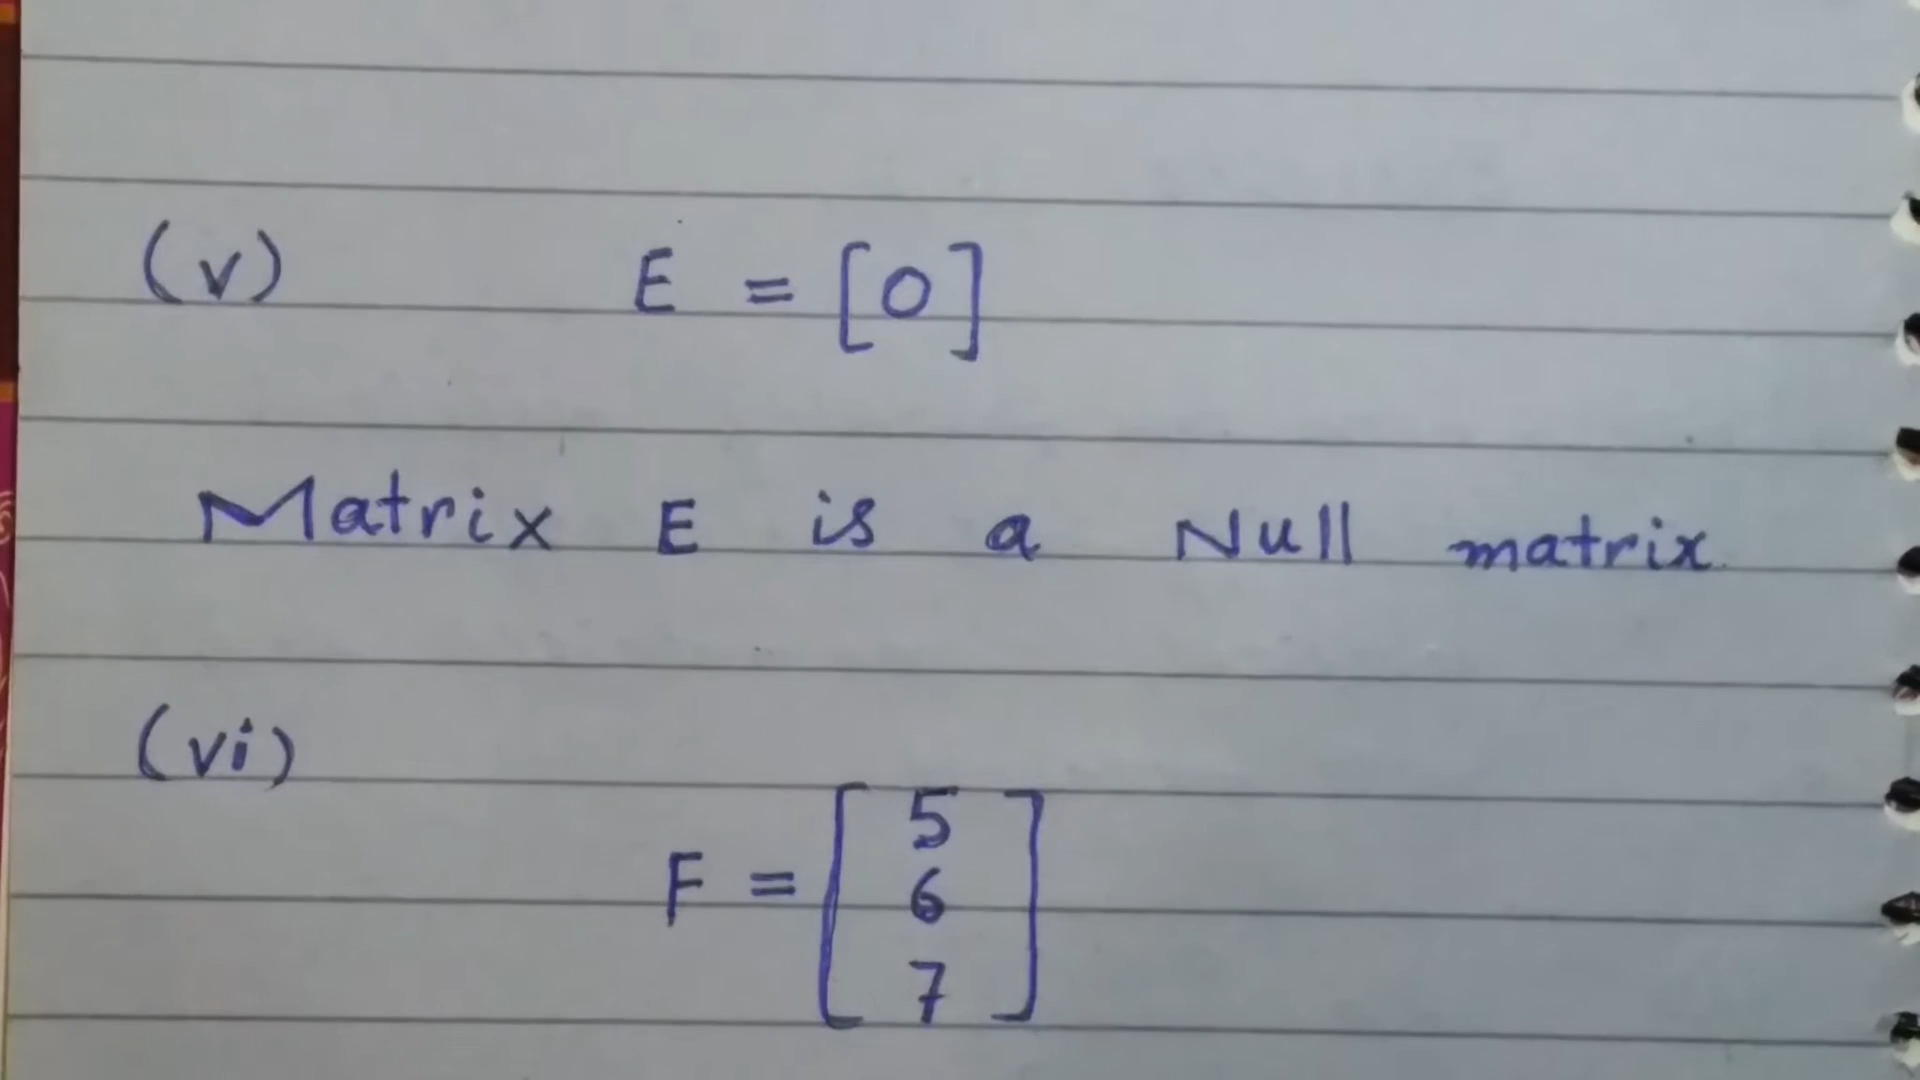 (v) E = [0]
Matrix E is a Null matrix.
(vi)
F = [5
6
7]